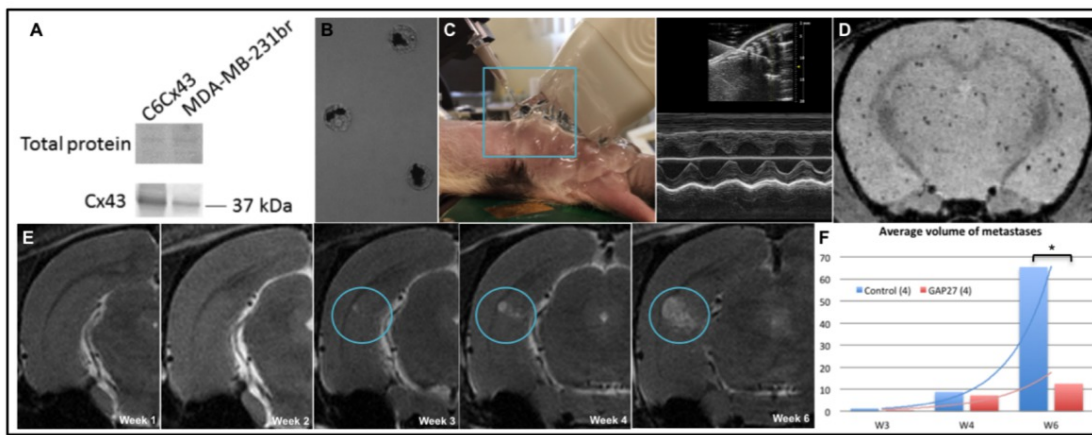 A
C6Cx43
MDA-MB-231br
Total protein
Cx43
37 kDa
B
C
D
E
Week 1
Week 2
Week 3
Week 4
Week 6
F
Average volume of metastases
*
70
60
50
40
30
20
10
0
Control (4)
GAP27 (4)
W3
W4
W6